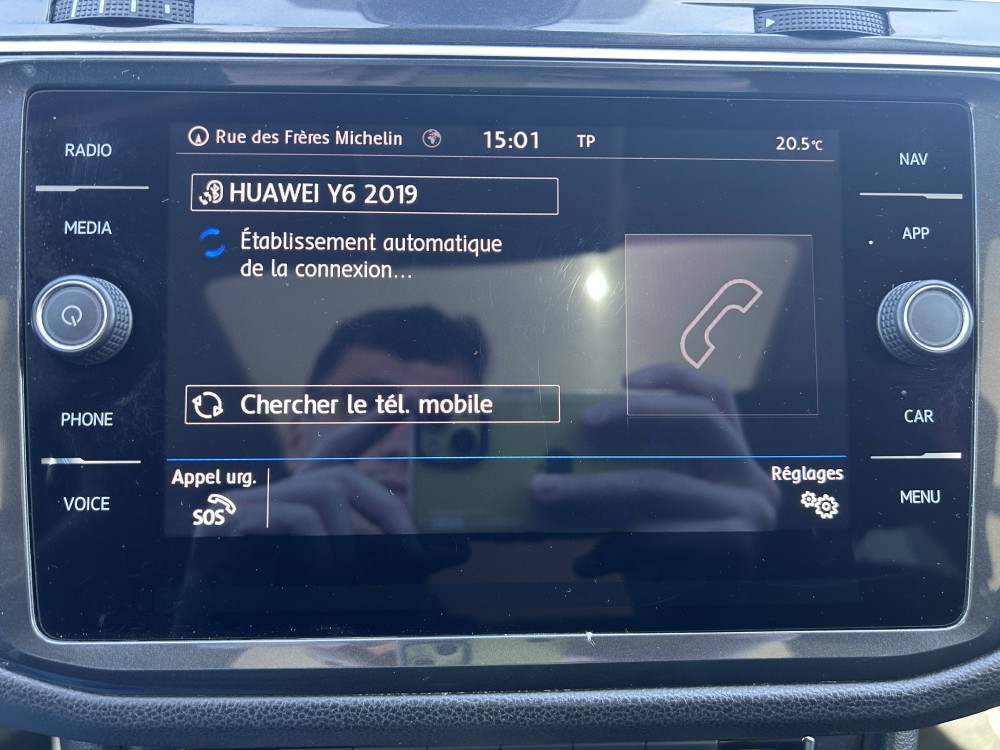 Rue des Frères Michelin 15:01 TP 20.5°C
RADIO
MEDIA
PHONE
VOICE
HUAWEI Y6 2019
Établissement automatique
de la connexion...
Chercher le tél. mobile
Appel urg.
SOS
Réglages
NAV
APP
CAR
MENU